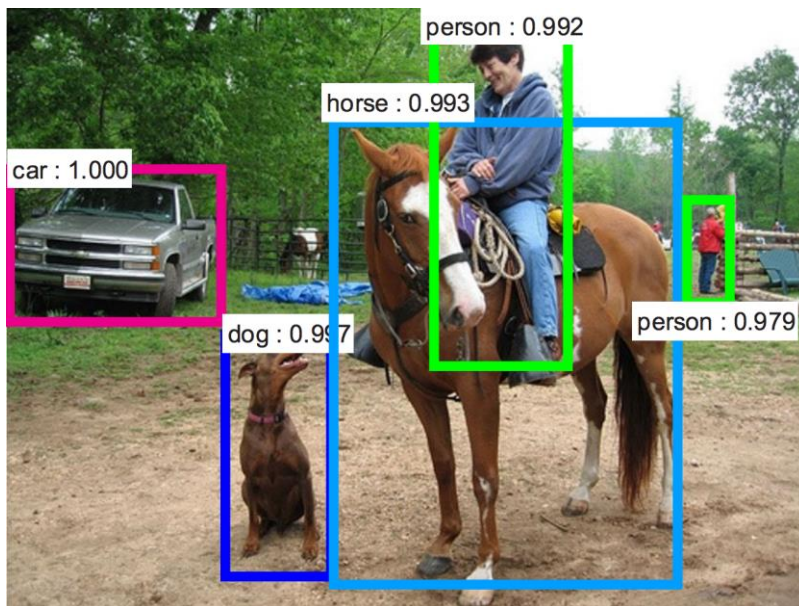 person : 0.992
horse : 0.993
car : 1.000
person : 0.979
dog : 0.997